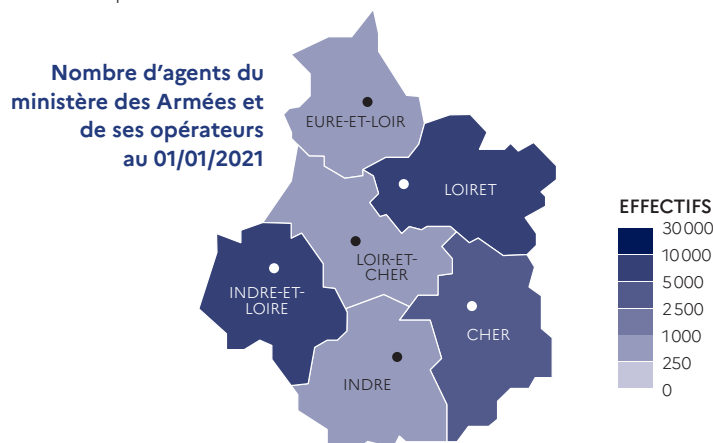 Nombre d'agents du
ministère des Armées et
de ses opérateurs
au 01/01/2021
EURE-ET-LOIR
LOIRET
LOIR-ET-
CHER
INDRE-ET-
LOIRE
CHER
INDRE
EFFECTIFS
30 000
10 000
5 000
2 500
1 000
250
0